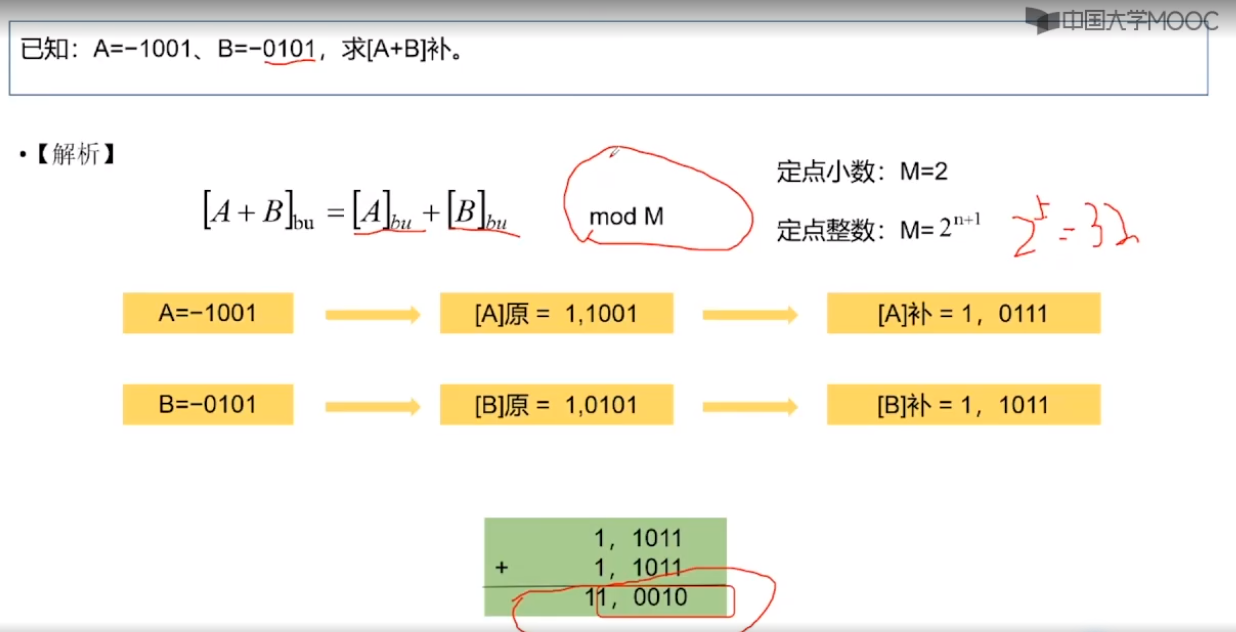 中国大学MOOC
已知：A=−1001、B=−0101，求[A+B]补。
•【解析】
定点小数：M=2
[A + B]bu = [A]bu + [B]bu mod M
定点整数：M= 2^n+1 2^5 = 32
A=−1001 [A]原 = 1,1001 [A]补 = 1，0111
B=−0101 [B]原 = 1,0101 [B]补 = 1，1011
1，1011
+ 1，1011
11，0010